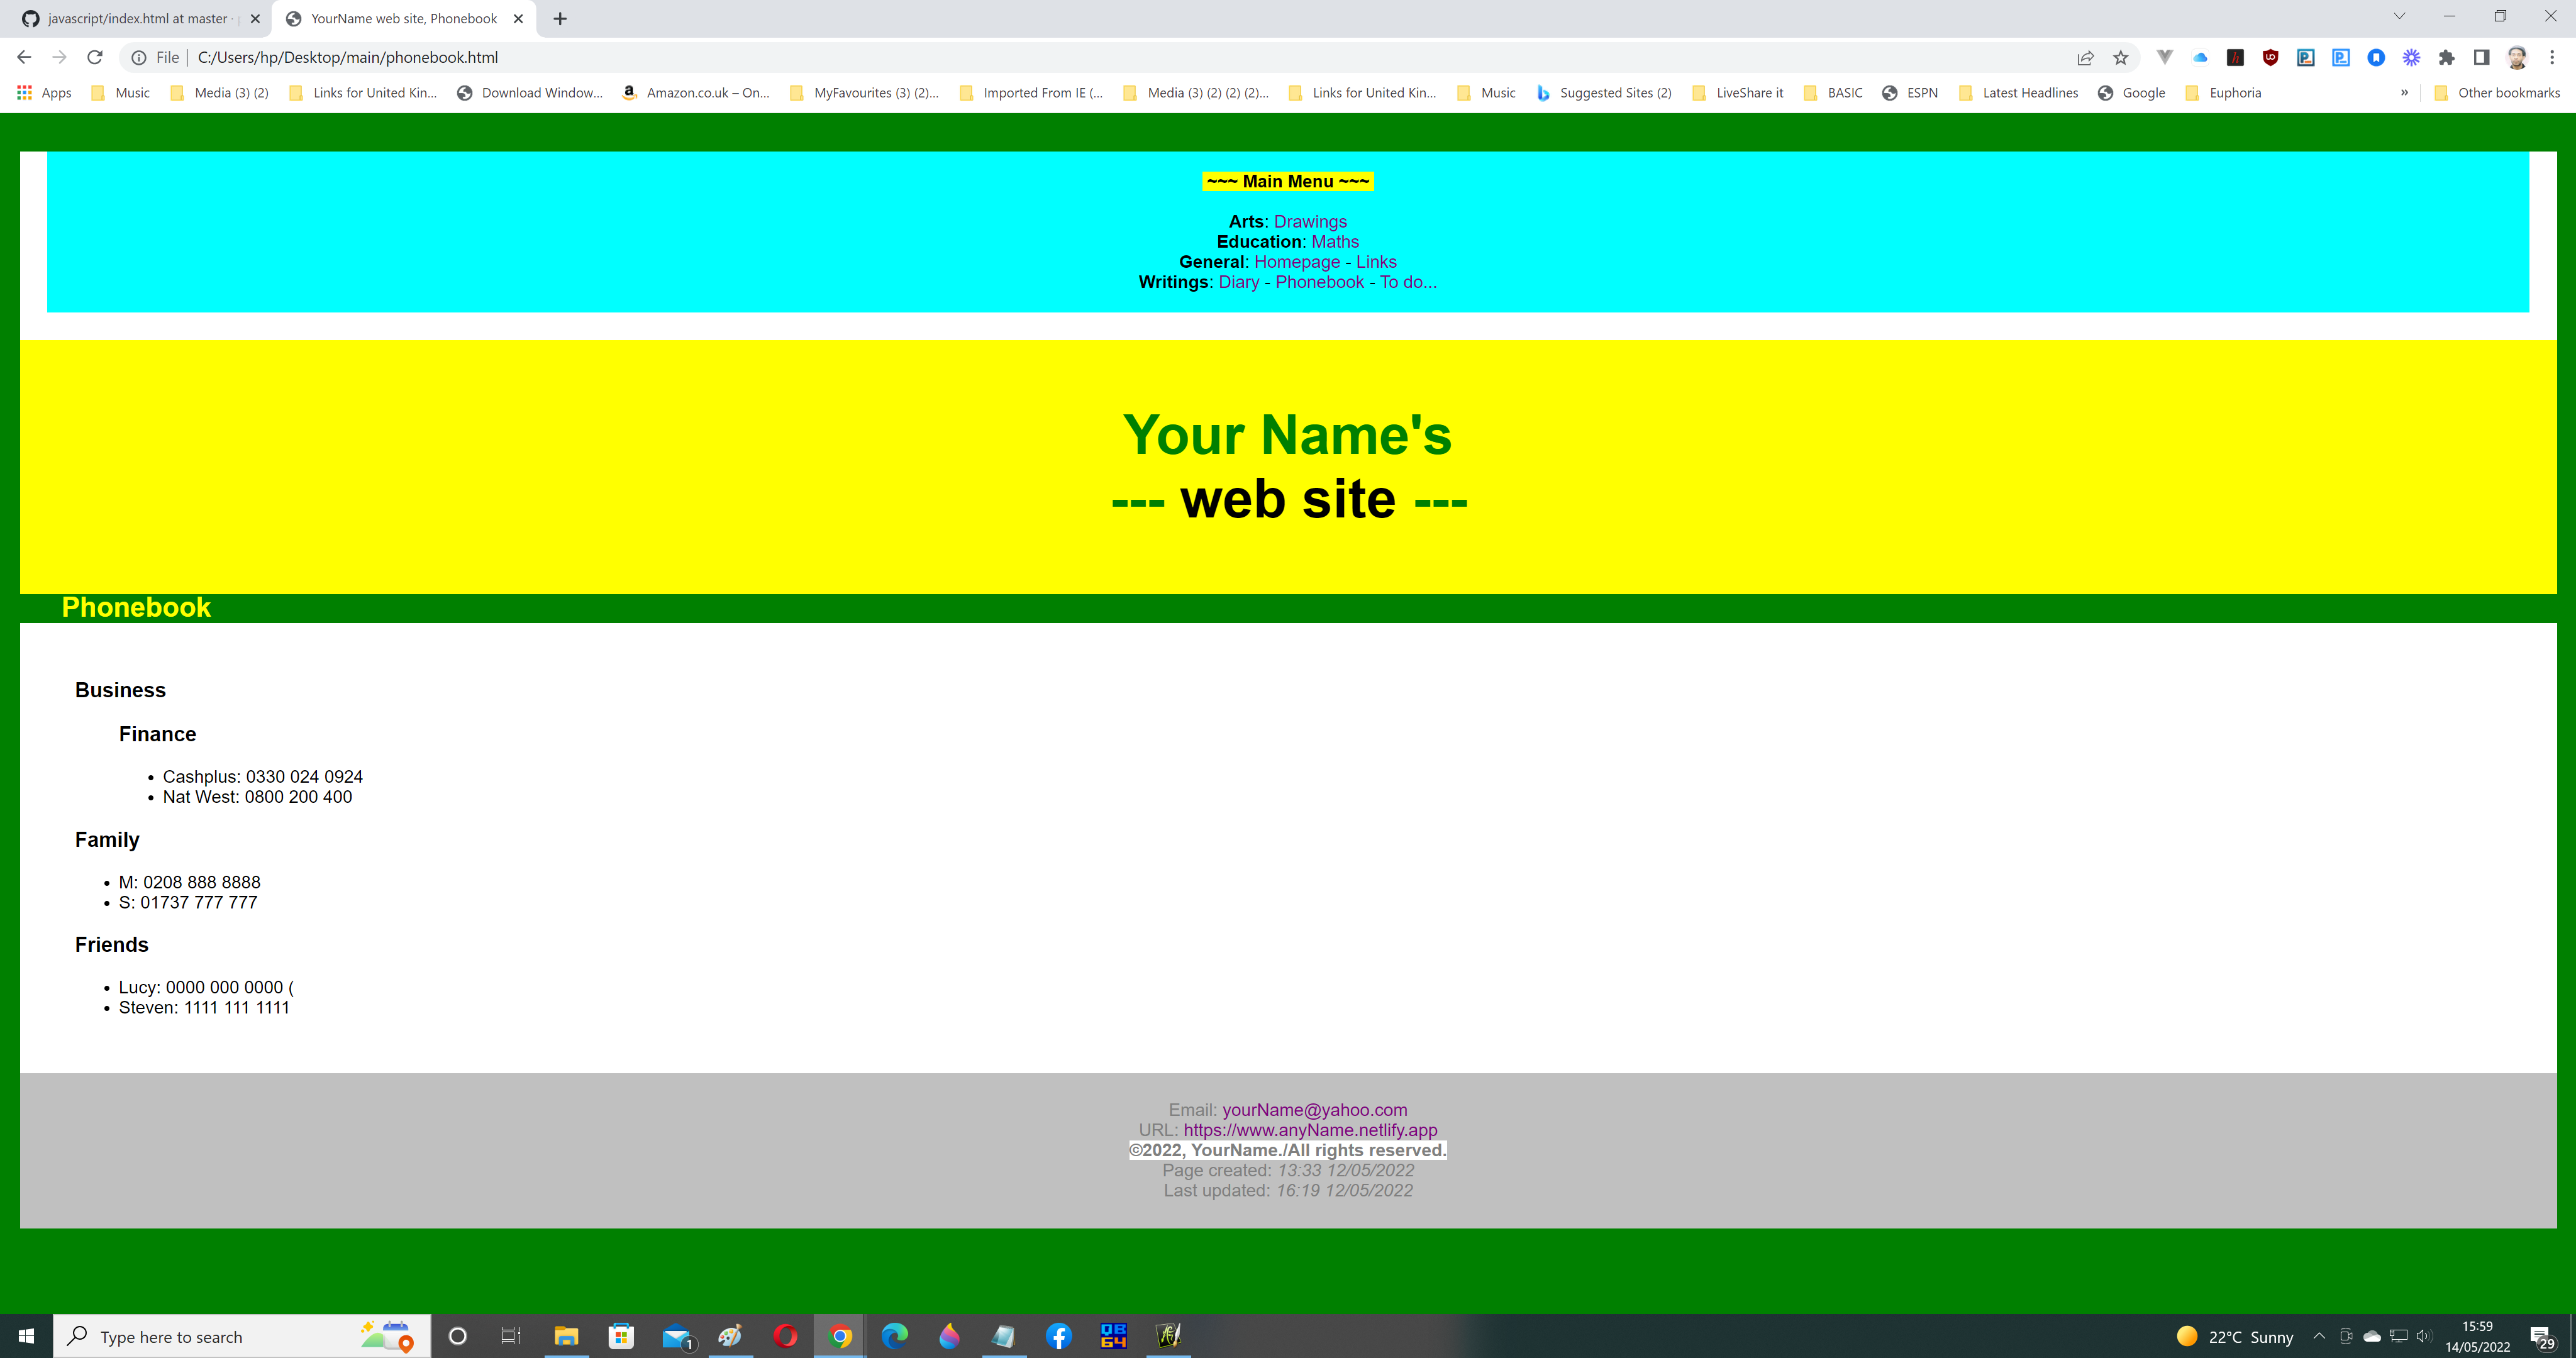 javascript/index.html at master ·
YourName web site, Phonebook
File
C:/Users/hp/Desktop/main/phonebook.html
Apps
Music
Media (3) (2)
Links for United Kin...
Download Window...
Amazon.co.uk – On...
MyFavourites (3) (2)...
Imported From IE (...
Media (3) (2) (2) (2)...
Links for United Kin...
Music
Suggested Sites (2)
LiveShare it
BASIC
ESPN
Latest Headlines
Google
Euphoria
»
Other bookmarks
~~~ Main Menu ~~~
Arts: Drawings
Education: Maths
General: Homepage - Links
Writings: Diary - Phonebook - To do...
Your Name's
--- web site ---
Phonebook
Business
Finance
• Cashplus: 0330 024 0924
• Nat West: 0800 200 400
Family
• M: 0208 888 8888
• S: 01737 777 777
Friends
• Lucy: 0000 000 0000 (
• Steven: 1111 111 1111
Email: yourName@yahoo.com
URL: https://www.anyName.netlify.app
©2022, YourName./All rights reserved.
Page created: 13:33 12/05/2022
Last updated: 16:19 12/05/2022
Type here to search
1
QB
64
22°C Sunny
15:59
14/05/2022
29